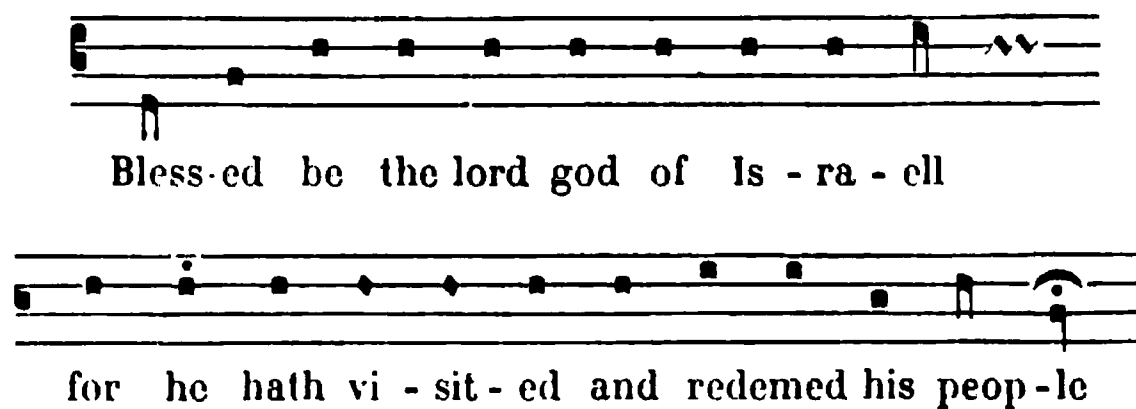 Bless-ed be the lord god of Is - ra - ell
for he hath vi - sit - ed and redemed his peop-le